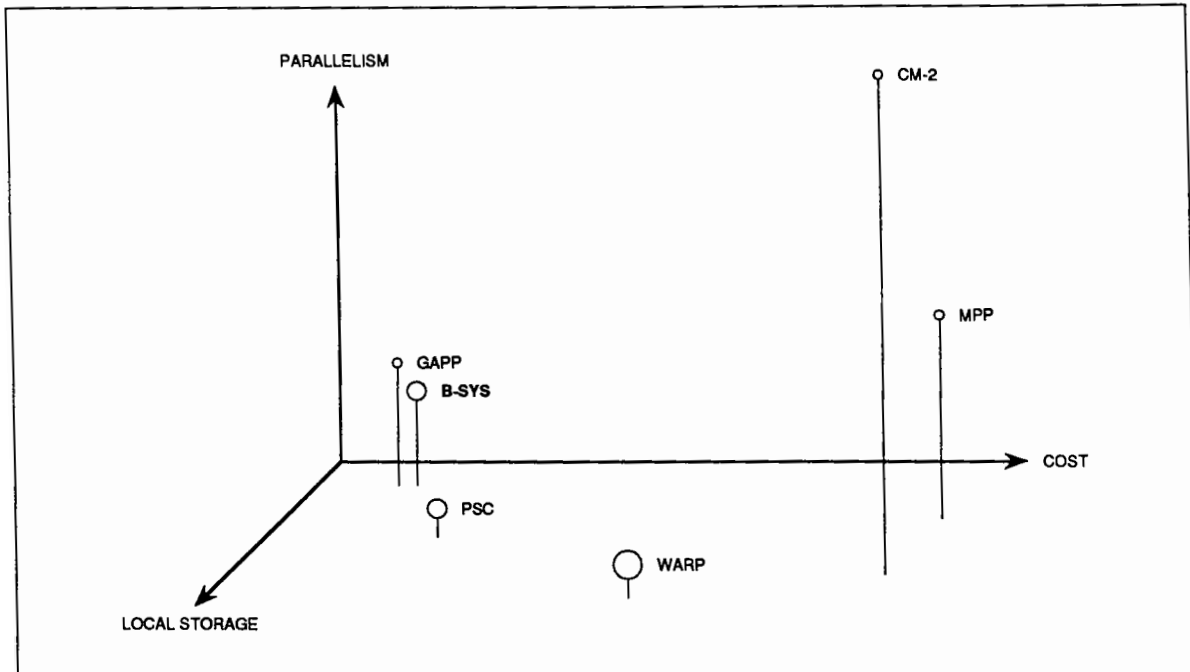 PARALLELISM
CM-2
MPP
GAPP
B-SYS
COST
PSC
WARP
LOCAL STORAGE